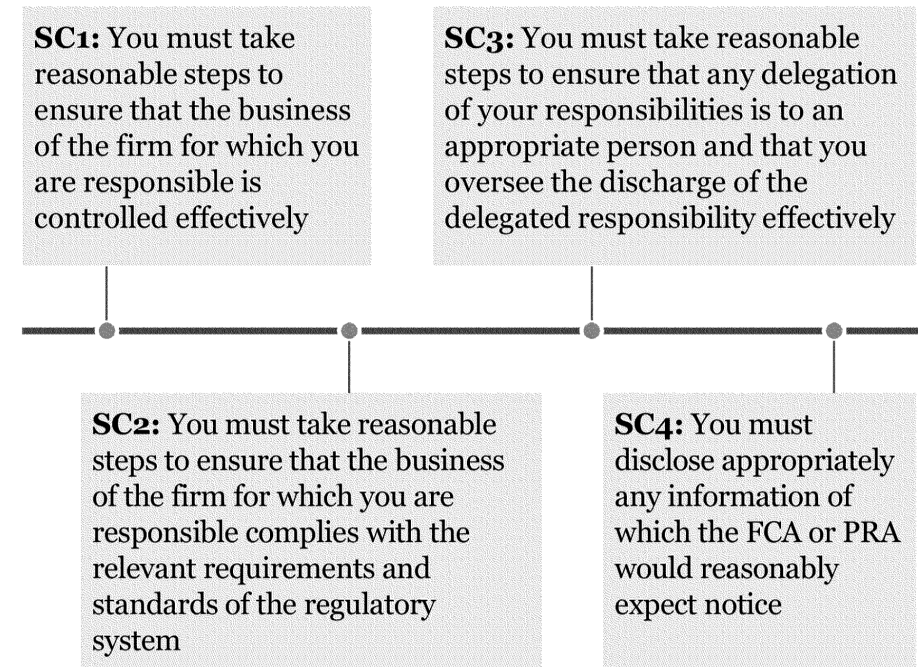 SC1: You must take
reasonable steps to
ensure that the business
of the firm for which you
are responsible is
controlled effectively
SC2: You must take reasonable
steps to ensure that the business
of the firm for which you are
responsible complies with the
relevant requirements and
standards of the regulatory
system
SC3: You must take reasonable
steps to ensure that any delegation
of your responsibilities is to an
appropriate person and that you
oversee the discharge of the
delegated responsibility effectively
SC4: You must
disclose appropriately
any information of
which the FCA or PRA
would reasonably
expect notice